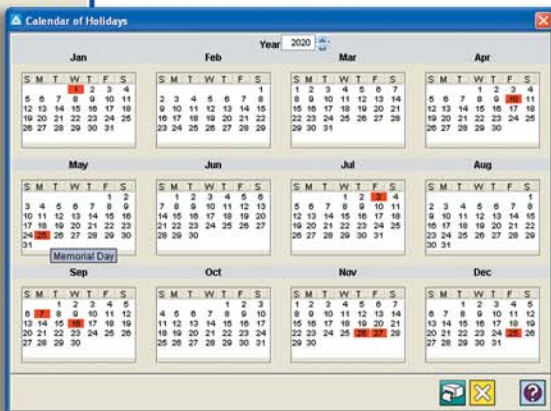 Calendar of Holidays
Year 2020
Jan
S M T W T F S
1 2 3 4
5 6 7 8 9 10 11
12 13 14 15 16 17 18
19 20 21 22 23 24 25
26 27 28 29 30 31
Feb
S M T W T F S
1
2 3 4 5 6 7 8
9 10 11 12 13 14 15
16 17 18 19 20 21 22
23 24 25 26 27 28 29
Mar
S M T W T F S
1 2 3 4 5 6 7
8 9 10 11 12 13 14
15 16 17 18 19 20 21
22 23 24 25 26 27 28
29 30 31
Apr
S M T W T F S
1 2 3 4
5 6 7 8 9 10 11
12 13 14 15 16 17 18
19 20 21 22 23 24 25
26 27 28 29 30
May
S M T W T F S
1 2
3 4 5 6 7 8 9
10 11 12 13 14 15 16
17 18 19 20 21 22 23
24 25 26 27 28 29 30
31
Memorial Day
Jun
S M T W T F S
1 2 3 4 5 6
7 8 9 10 11 12 13
14 15 16 17 18 19 20
21 22 23 24 25 26 27
28 29 30
Jul
S M T W T F S
1 2 3 4
5 6 7 8 9 10 11
12 13 14 15 16 17 18
19 20 21 22 23 24 25
26 27 28 29 30 31
Aug
S M T W T F S
1
2 3 4 5 6 7 8
9 10 11 12 13 14 15
16 17 18 19 20 21 22
23 24 25 26 27 28 29
30 31
Sep
S M T W T F S
1 2 3 4 5
6 7 8 9 10 11 12
13 14 15 16 17 18 19
20 21 22 23 24 25 26
27 28 29 30
Oct
S M T W T F S
1 2 3
4 5 6 7 8 9 10
11 12 13 14 15 16 17
18 19 20 21 22 23 24
25 26 27 28 29 30 31
Nov
S M T W T F S
1 2 3 4 5 6 7
8 9 10 11 12 13 14
15 16 17 18 19 20 21
22 23 24 25 26 27 28
29 30
Dec
S M T W T F S
1 2 3 4 5
6 7 8 9 10 11 12
13 14 15 16 17 18 19
20 21 22 23 24 25 26
27 28 29 30 31